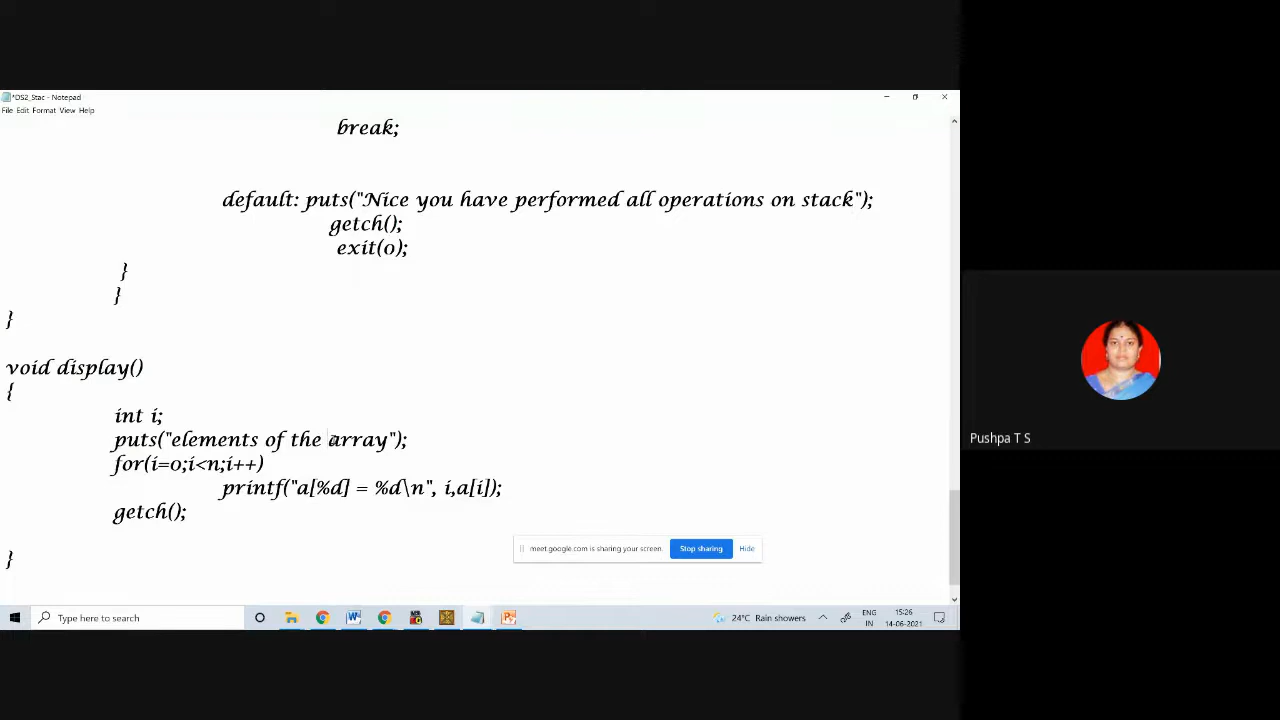 *DS2_Stac - Notepad
File Edit Format View Help
break;
default: puts("Nice you have performed all operations on stack");
getch();
exit(0);
}
}
}
void display()
{
int i;
puts("elements of the array");
for(i=0;i<n;i++)
printf("a[%d] = %d\n", i,a[i]);
getch();
}
meet.google.com is sharing your screen.
Stop sharing
Hide
Pushpa T S
Type here to search
24°C Rain showers
ENG
IN
15:26
14-06-2021